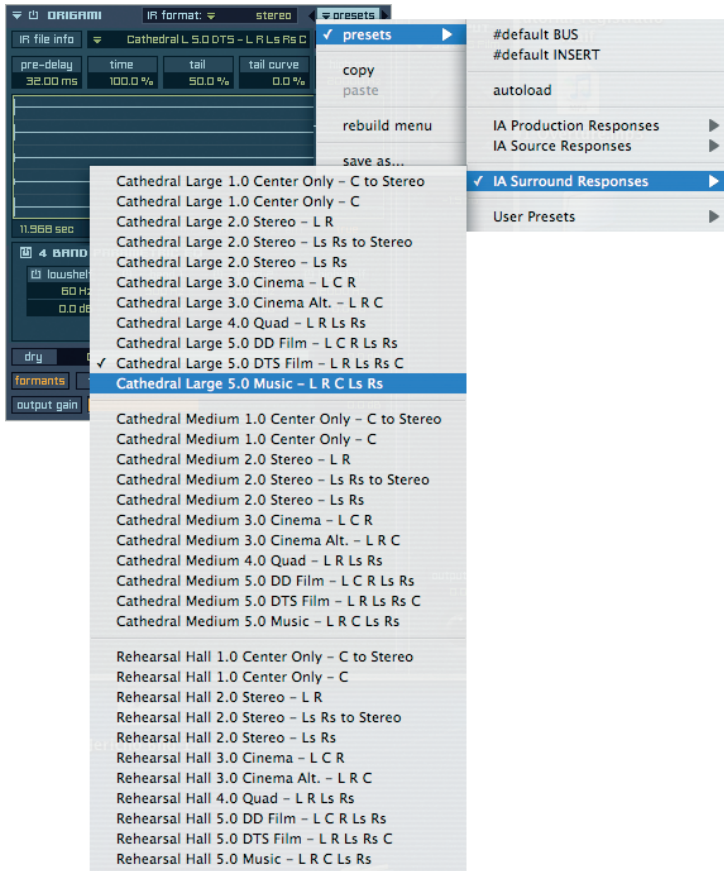 ORIGAMI IR format: stereo presets
IR file info Cathedral L 5.0 DTS - L R Ls Rs C
pre-delay time tail tail curve
32.00 ms 100.0 % 50.0 % 0.0 %
11.968 sec
4 BAND
lowshel
60 Hz
0.0 dB
dry
formants
output gain
✓ presets
copy
paste
rebuild menu
save as...
#default BUS
#default INSERT
autoload
IA Production Responses
IA Source Responses
✓ IA Surround Responses
User Presets
Cathedral Large 1.0 Center Only – C to Stereo
Cathedral Large 1.0 Center Only – C
Cathedral Large 2.0 Stereo – L R
Cathedral Large 2.0 Stereo – Ls Rs to Stereo
Cathedral Large 2.0 Stereo – Ls Rs
Cathedral Large 3.0 Cinema – L C R
Cathedral Large 3.0 Cinema Alt. – L R C
Cathedral Large 4.0 Quad – L R Ls Rs
Cathedral Large 5.0 DD Film – L C R Ls Rs
✓ Cathedral Large 5.0 DTS Film – L R Ls Rs C
Cathedral Large 5.0 Music – L R C Ls Rs
Cathedral Medium 1.0 Center Only – C to Stereo
Cathedral Medium 1.0 Center Only – C
Cathedral Medium 2.0 Stereo – L R
Cathedral Medium 2.0 Stereo – Ls Rs to Stereo
Cathedral Medium 2.0 Stereo – Ls Rs
Cathedral Medium 3.0 Cinema – L C R
Cathedral Medium 3.0 Cinema Alt. – L R C
Cathedral Medium 4.0 Quad – L R Ls Rs
Cathedral Medium 5.0 DD Film – L C R Ls Rs
Cathedral Medium 5.0 DTS Film – L R Ls Rs C
Cathedral Medium 5.0 Music – L R C Ls Rs
Rehearsal Hall 1.0 Center Only – C to Stereo
Rehearsal Hall 1.0 Center Only – C
Rehearsal Hall 2.0 Stereo – L R
Rehearsal Hall 2.0 Stereo – Ls Rs to Stereo
Rehearsal Hall 2.0 Stereo – Ls Rs
Rehearsal Hall 3.0 Cinema – L C R
Rehearsal Hall 3.0 Cinema Alt. – L R C
Rehearsal Hall 4.0 Quad – L R Ls Rs
Rehearsal Hall 5.0 DD Film – L C R Ls Rs
Rehearsal Hall 5.0 DTS Film – L R Ls Rs C
Rehearsal Hall 5.0 Music – L R C Ls Rs